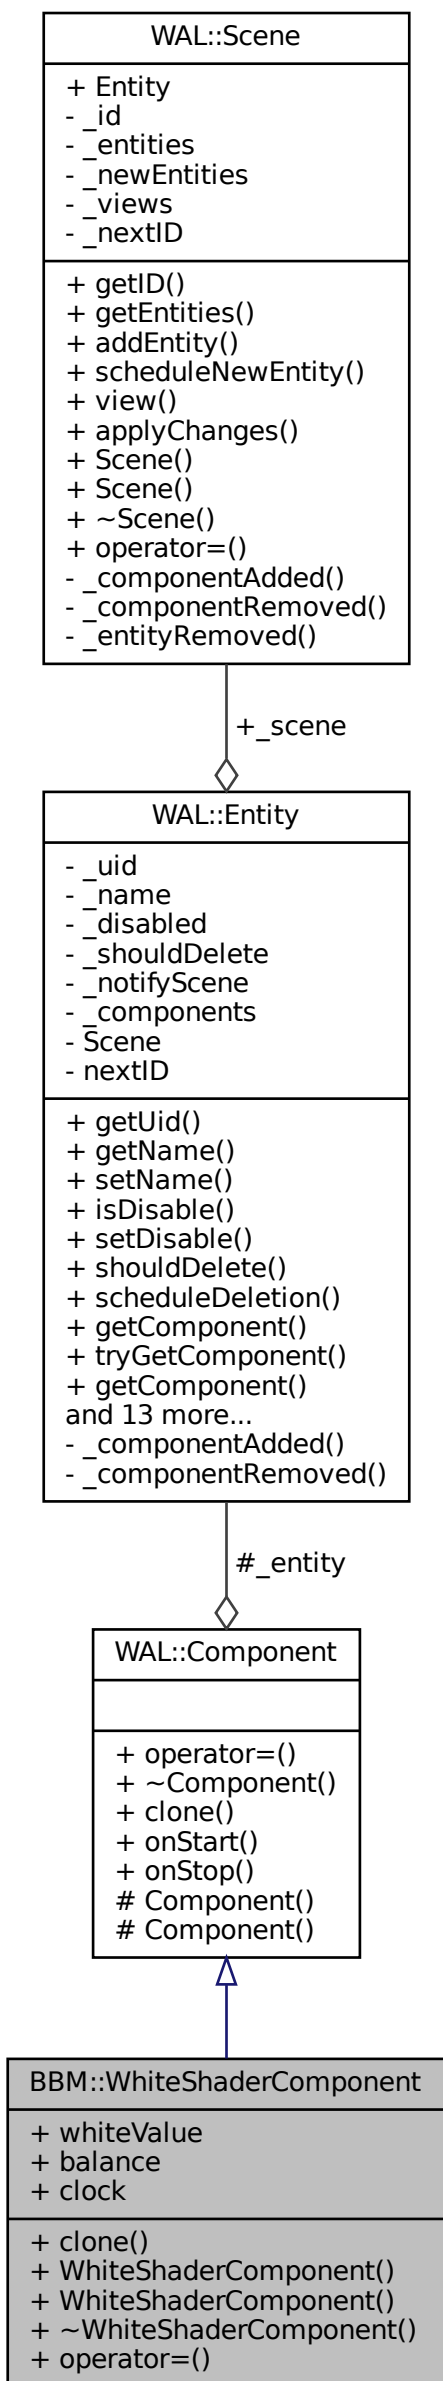 WAL::Scene
+ Entity
- _id
- _entities
- _newEntities
- _views
- _nextID
+ getID()
+ getEntities()
+ addEntity()
+ scheduleNewEntity()
+ view()
+ applyChanges()
+ Scene()
+ Scene()
+ ~Scene()
+ operator=()
- _componentAdded()
- _componentRemoved()
- _entityRemoved()
+_scene
WAL::Entity
- _uid
- _name
- _disabled
- _shouldDelete
- _notifyScene
- _components
- Scene
- nextID
+ getUid()
+ getName()
+ setName()
+ isDisable()
+ setDisable()
+ shouldDelete()
+ scheduleDeletion()
+ getComponent()
+ tryGetComponent()
+ getComponent()
and 13 more...
- _componentAdded()
- _componentRemoved()
#_entity
WAL::Component
+ operator=()
+ ~Component()
+ clone()
+ onStart()
+ onStop()
# Component()
# Component()
BBM::WhiteShaderComponent
+ whiteValue
+ balance
+ clock
+ clone()
+ WhiteShaderComponent()
+ WhiteShaderComponent()
+ ~WhiteShaderComponent()
+ operator=()